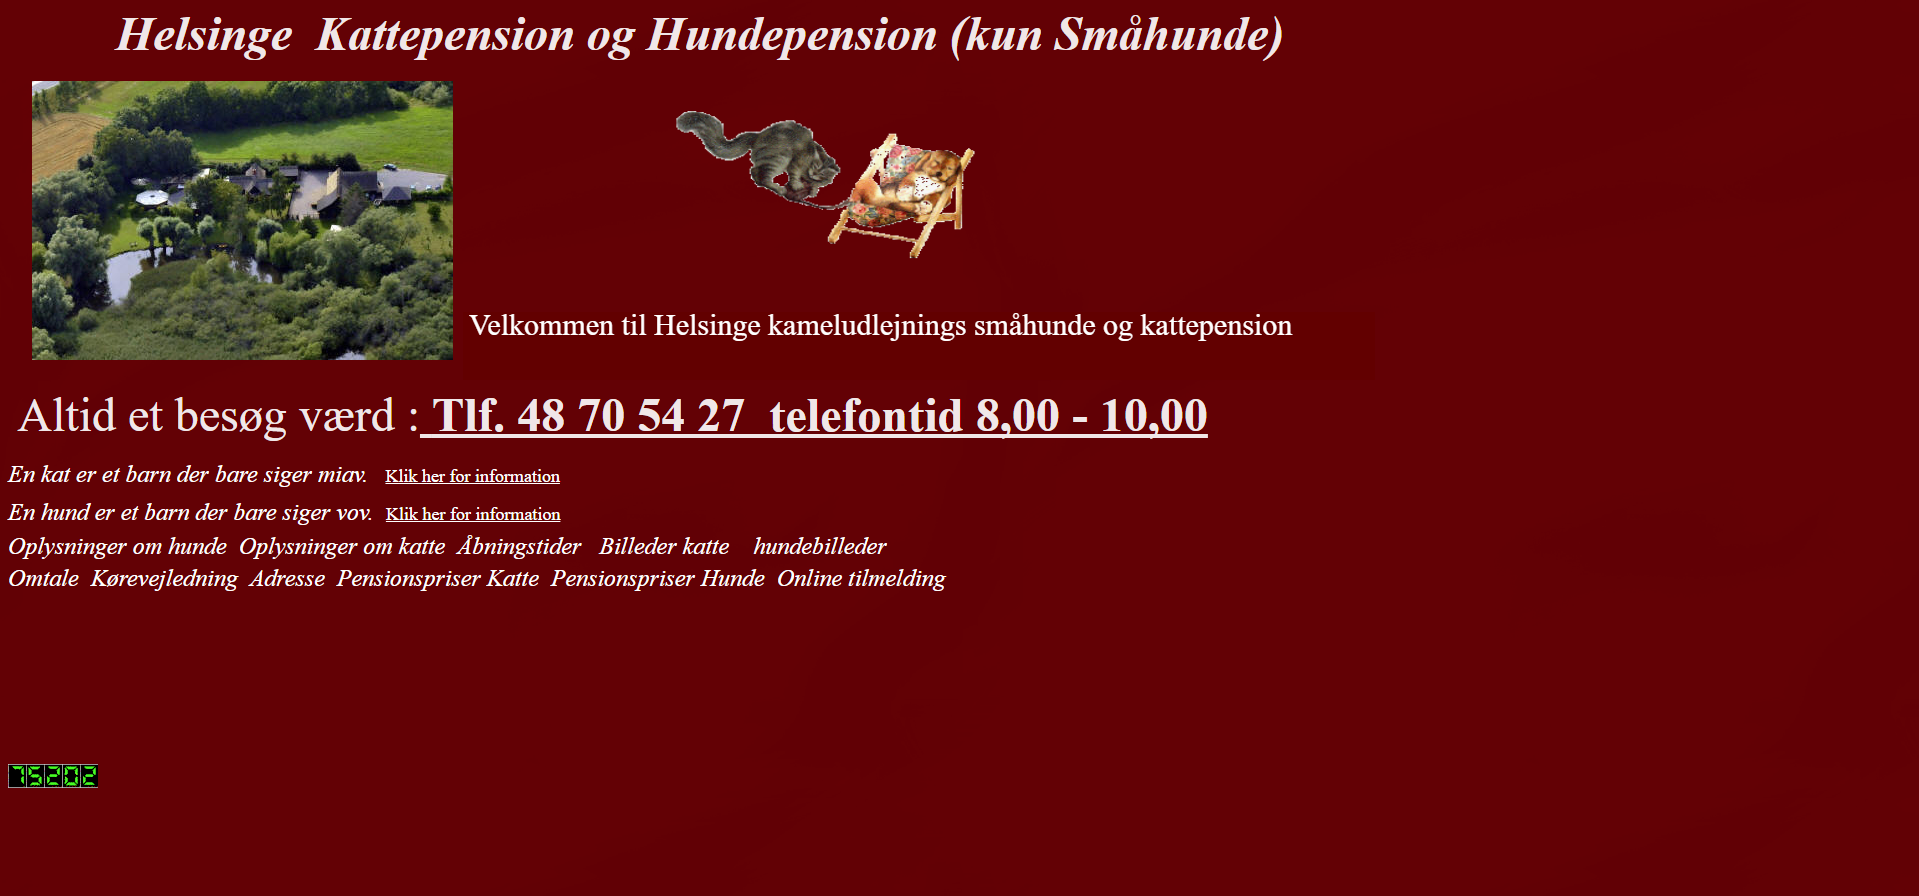 Helsinge Kattepension og Hundepension (kun Småhunde)
Velkommen til Helsinge kameludlejnings småhunde og kattepension
Altid et besøg værd : Tlf. 48 70 54 27 telefontid 8,00 - 10,00
En kat er et barn der bare siger miav. Klik her for information
En hund er et barn der bare siger vov. Klik her for information
Oplysninger om hunde Oplysninger om katte Åbningstider Billeder katte hundebilleder
Omtale Kørevejledning Adresse Pensionspriser Katte Pensionspriser Hunde Online tilmelding
75202